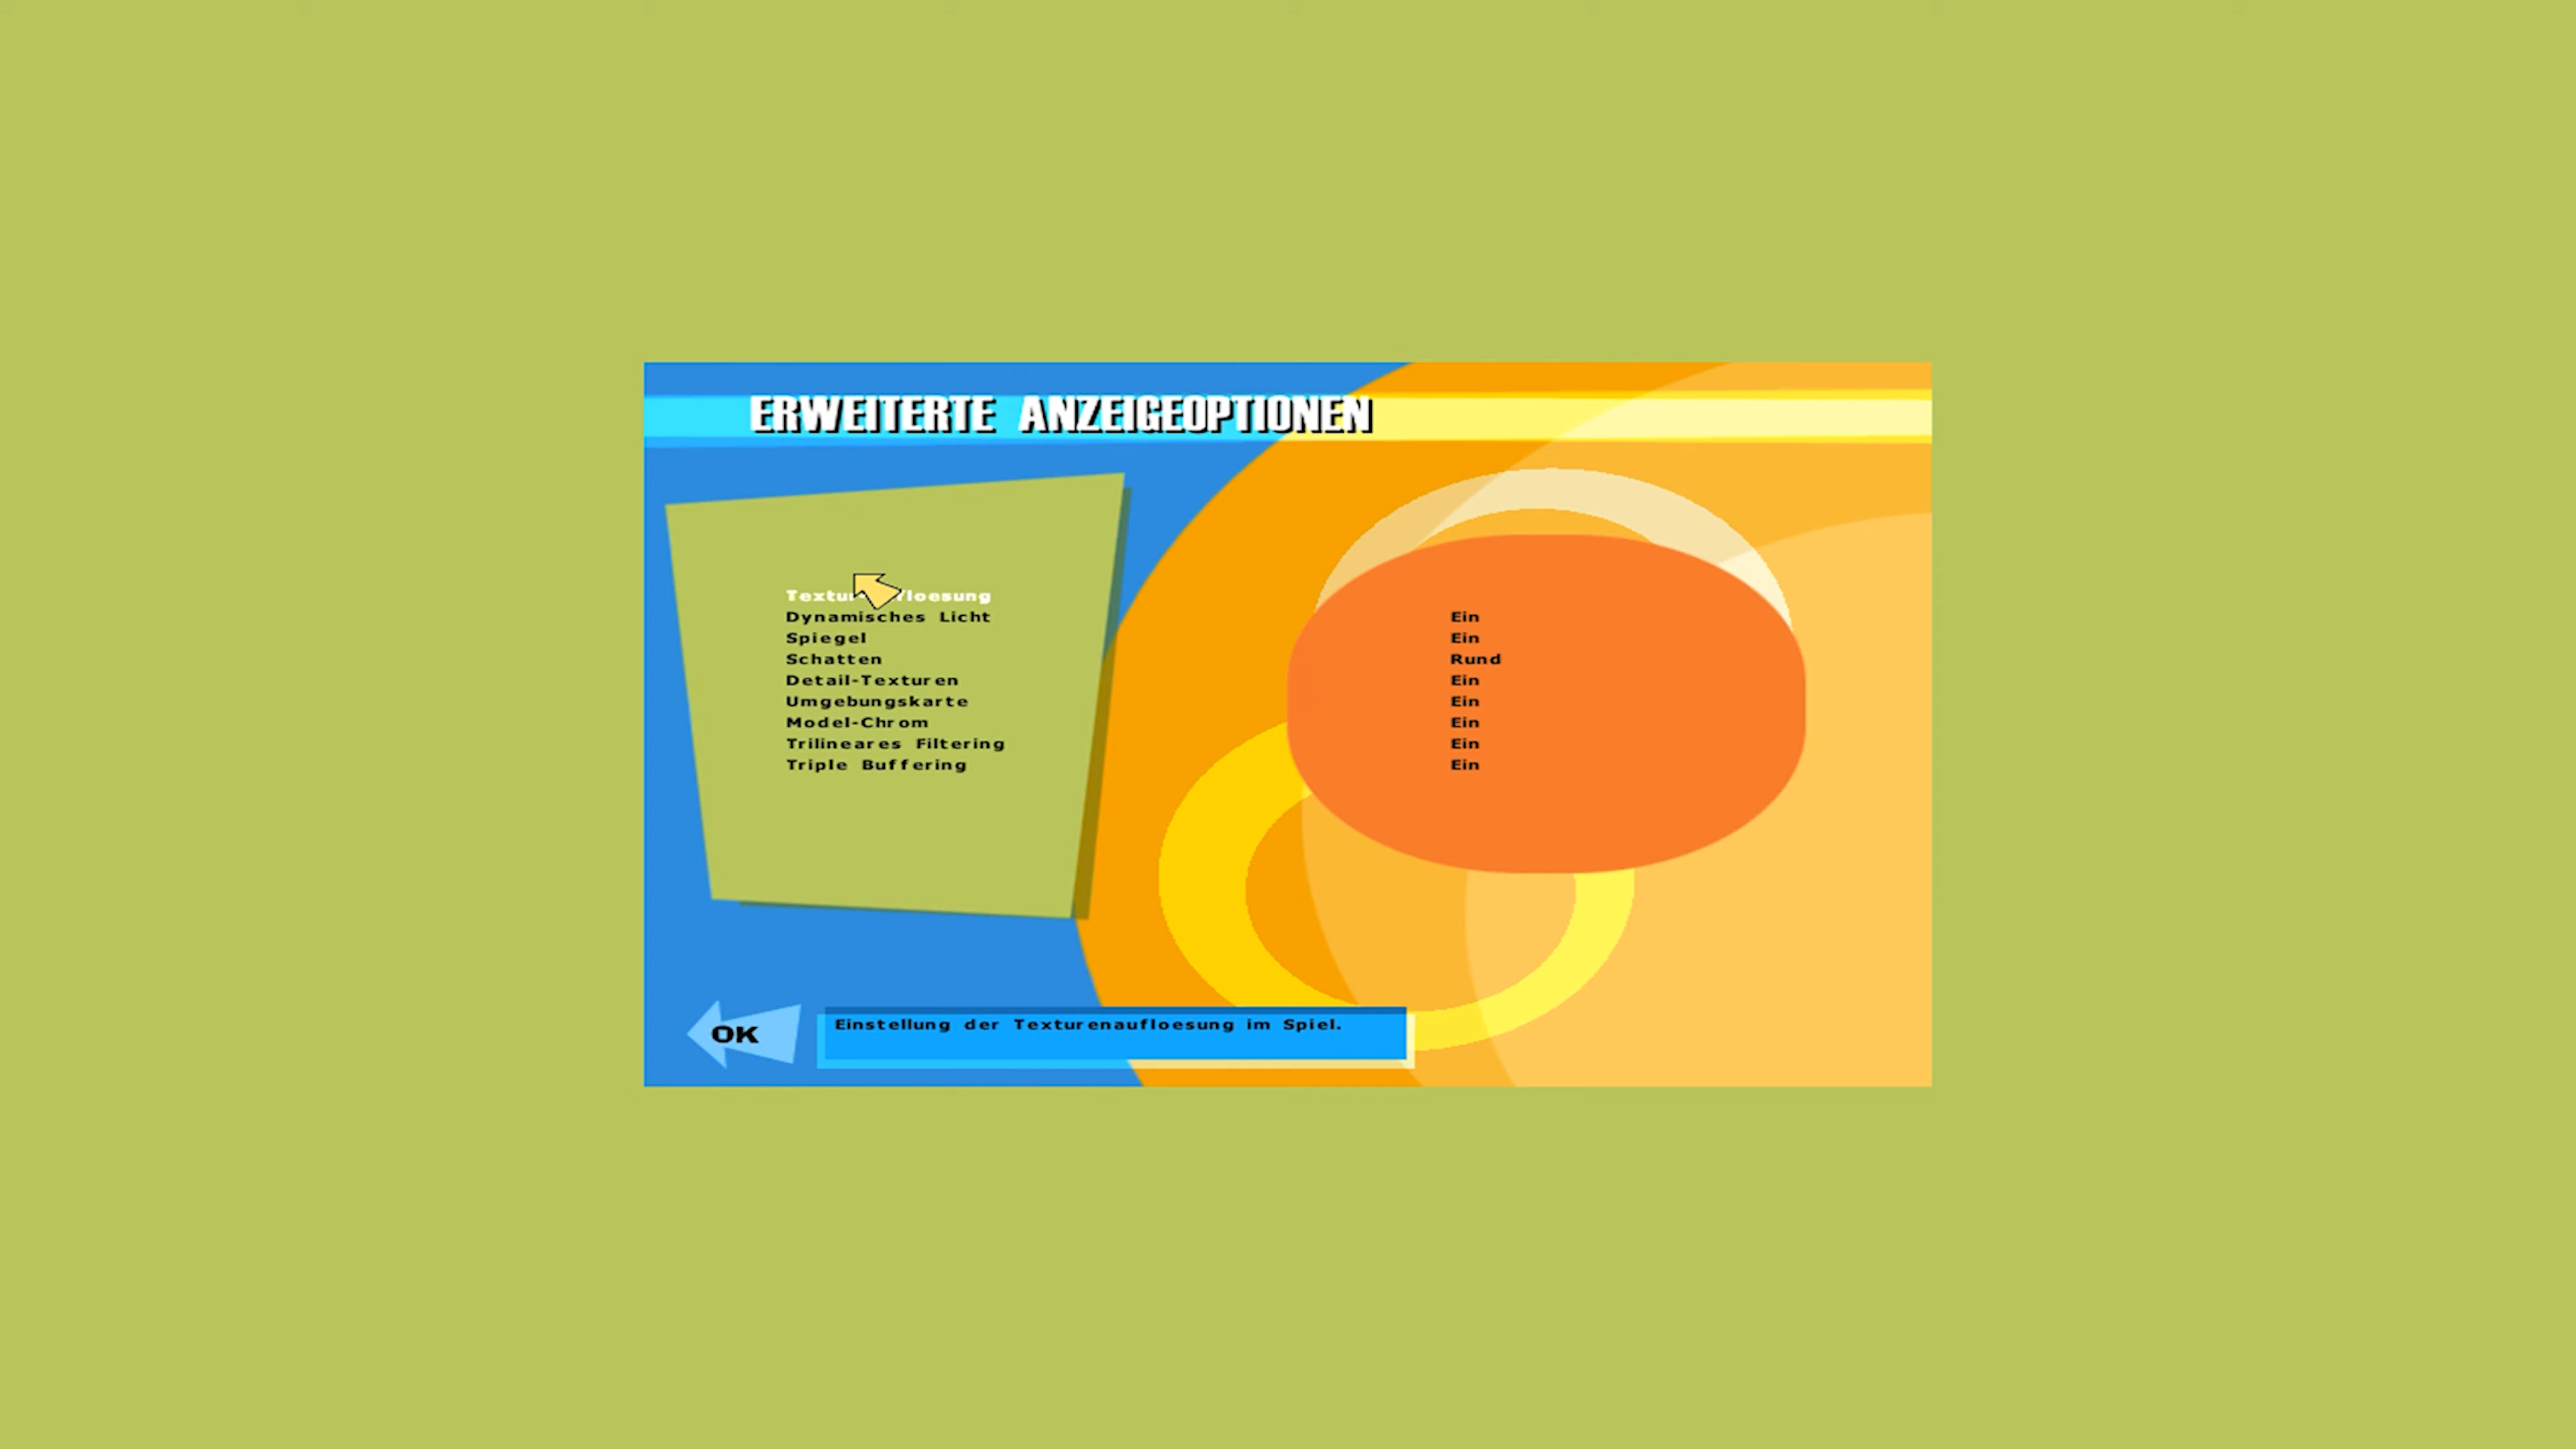 ERWEITERTE ANZEIGEOPTIONEN
Dynamisches Licht Ein
Spiegel Ein
Schatten Rund
Detail-Texturen Ein
Umgebungskarte Ein
Model-Chrom Ein
Trilineares Filtering Ein
Triple Buffering Ein
OK
Einstellung der Texturenaufloesung im Spiel.